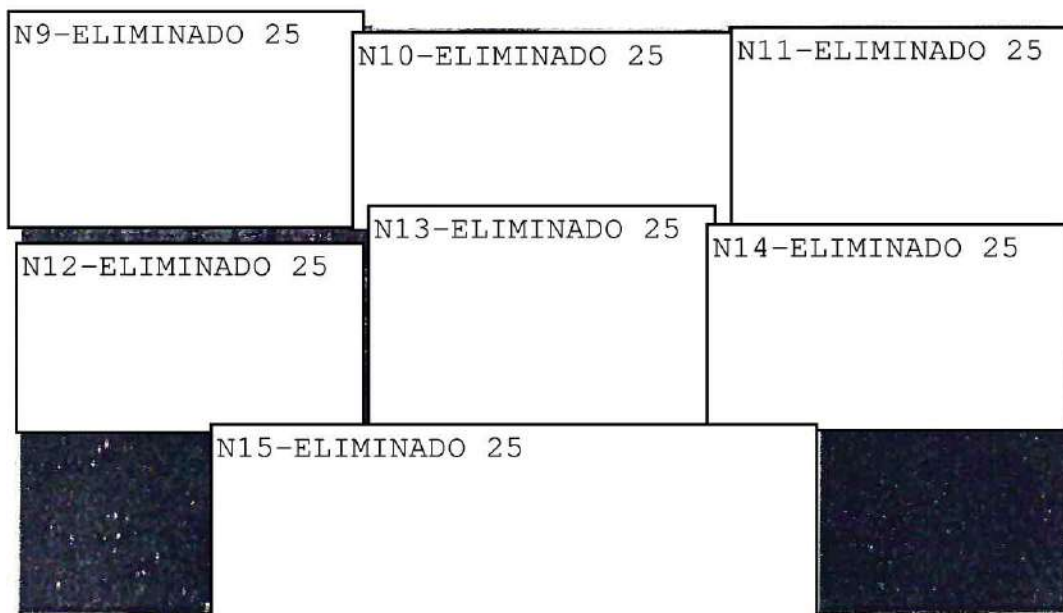 N9-ELIMINADO 25
N10-ELIMINADO 25
N11-ELIMINADO 25
N12-ELIMINADO 25
N13-ELIMINADO 25
N14-ELIMINADO 25
N15-ELIMINADO 25